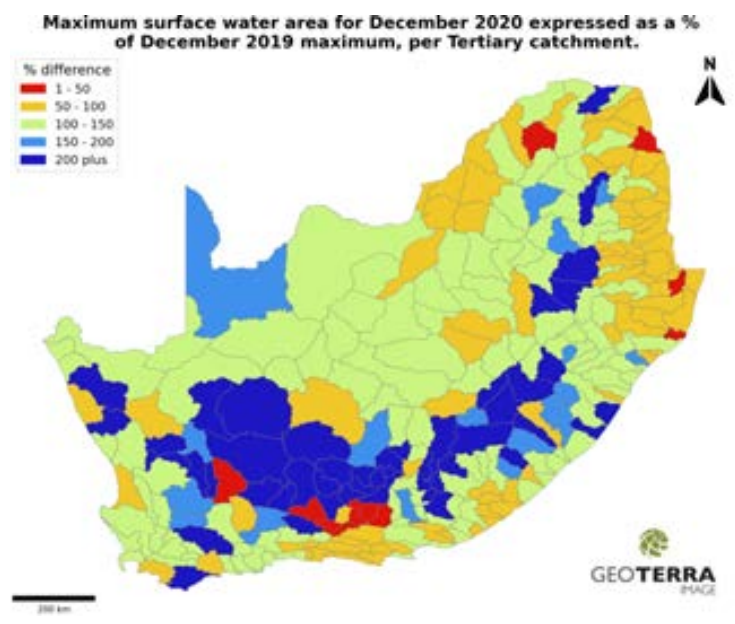 Maximum surface water area for December 2020 expressed as a %
of December 2019 maximum, per Tertiary catchment.
N
% difference
1 - 50
50 - 100
100 - 150
150 - 200
200 plus
GEOTERRA
IMAGE
200 km